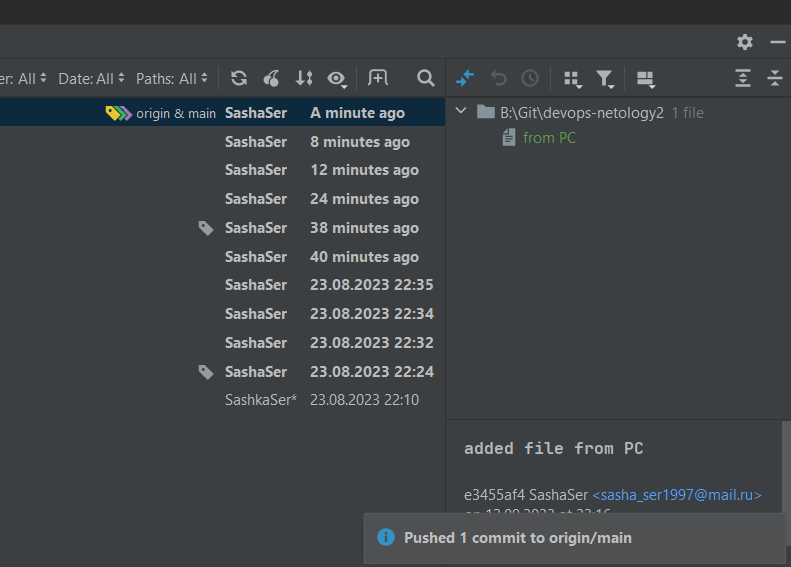 er: All Date: All Paths: All
origin & main SashaSer A minute ago
SashaSer 8 minutes ago
SashaSer 12 minutes ago
SashaSer 24 minutes ago
SashaSer 38 minutes ago
SashaSer 40 minutes ago
SashaSer 23.08.2023 22:35
SashaSer 23.08.2023 22:34
SashaSer 23.08.2023 22:32
SashaSer 23.08.2023 22:24
SashkaSer* 23.08.2023 22:10
B:\Git\devops-netology2 1 file
from PC
added file from PC
e3455af4 SashaSer <sasha_ser1997@mail.ru>
Pushed 1 commit to origin/main